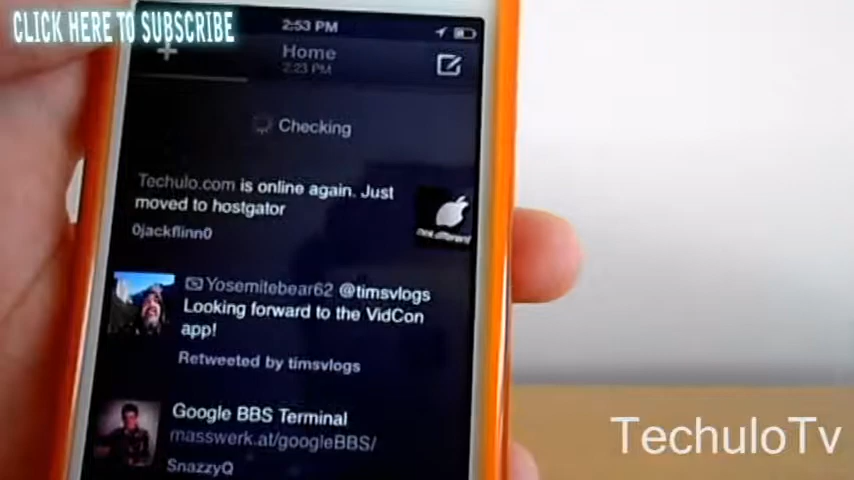 CLICK HERE TO SUBSCRIBE
2:53 PM
Home
2:23 PM
Checking
Techulo.com is online again. Just
moved to hostgator
0jackflinn0
not different
Yosemitebear62 @timsvlogs
Looking forward to the VidCon
app!
Retweeted by timsvlogs
Google BBS Terminal
masswerk.at/googleBBS/
SnazzyQ
TechuloTv